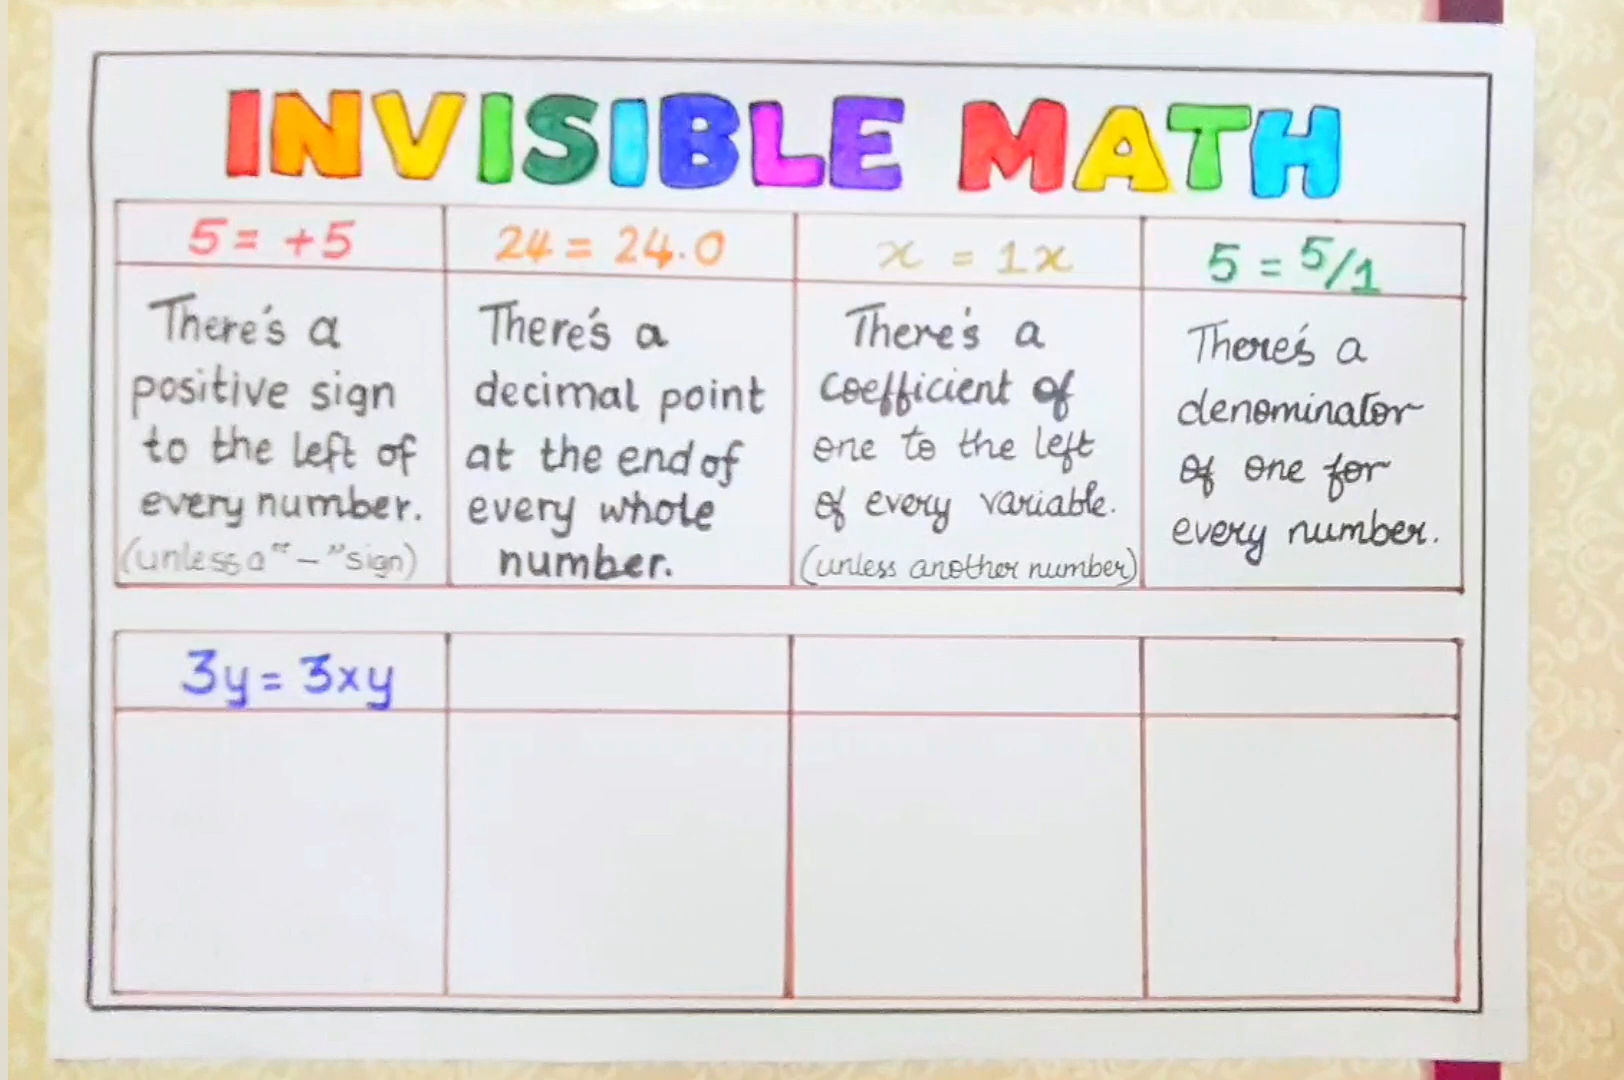 INVISIBLE MATH
5 = +5
There's a
positive sign
to the left of
every number.
(unless a "-" sign)
24 = 24.0
There's a
decimal point
at the end of
every whole
number.
x = 1x
There's a
coefficient of
one to the left
of every variable.
(unless another number)
5 = 5/1
There's a
denominator
of one for
every number.
3y = 3xy